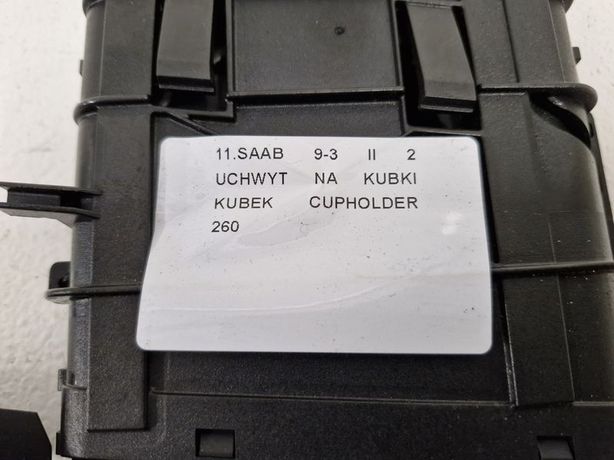 11.SAAB 9-3 II 2
UCHWYT NA KUBKI
KUBEK CUPHOLDER
260